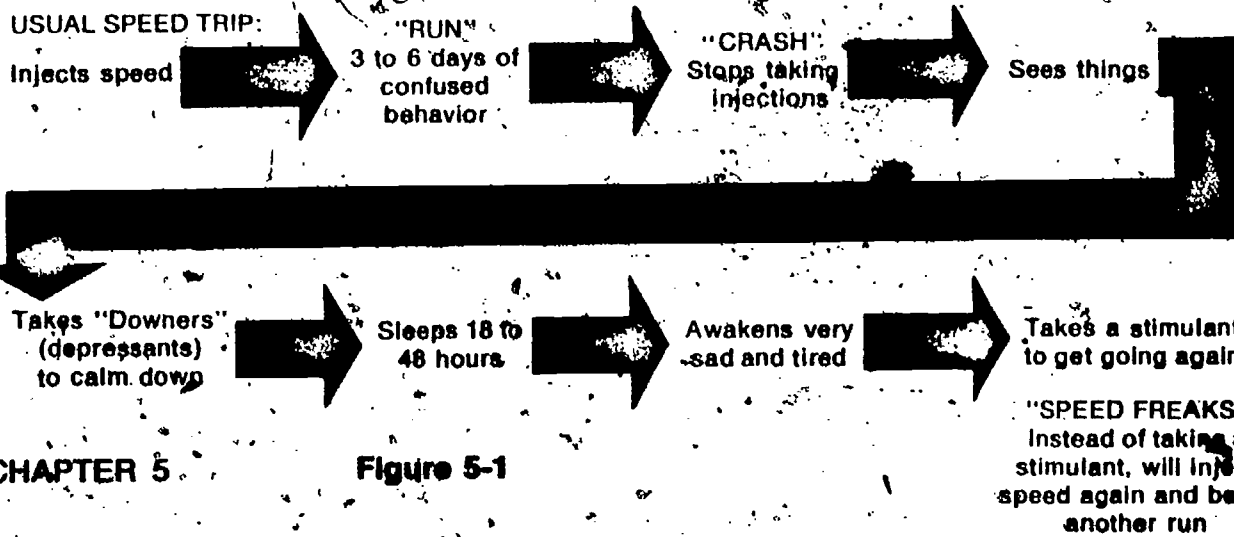 USUAL SPEED TRIP:
Injects speed
"RUN"
3 to 6 days of
confused
behavior
"CRASH"
Stops taking
injections
Sees things
Takes "Downers"
(depressants)
to calm down
Sleeps 18 to
48 hours
Awakens very
sad and tired
Takes a stimulant
to get going again
"SPEED FREAKS
Instead of taking
stimulant, will
speed again and
another run
CHAPTER 5
Figure 5-1